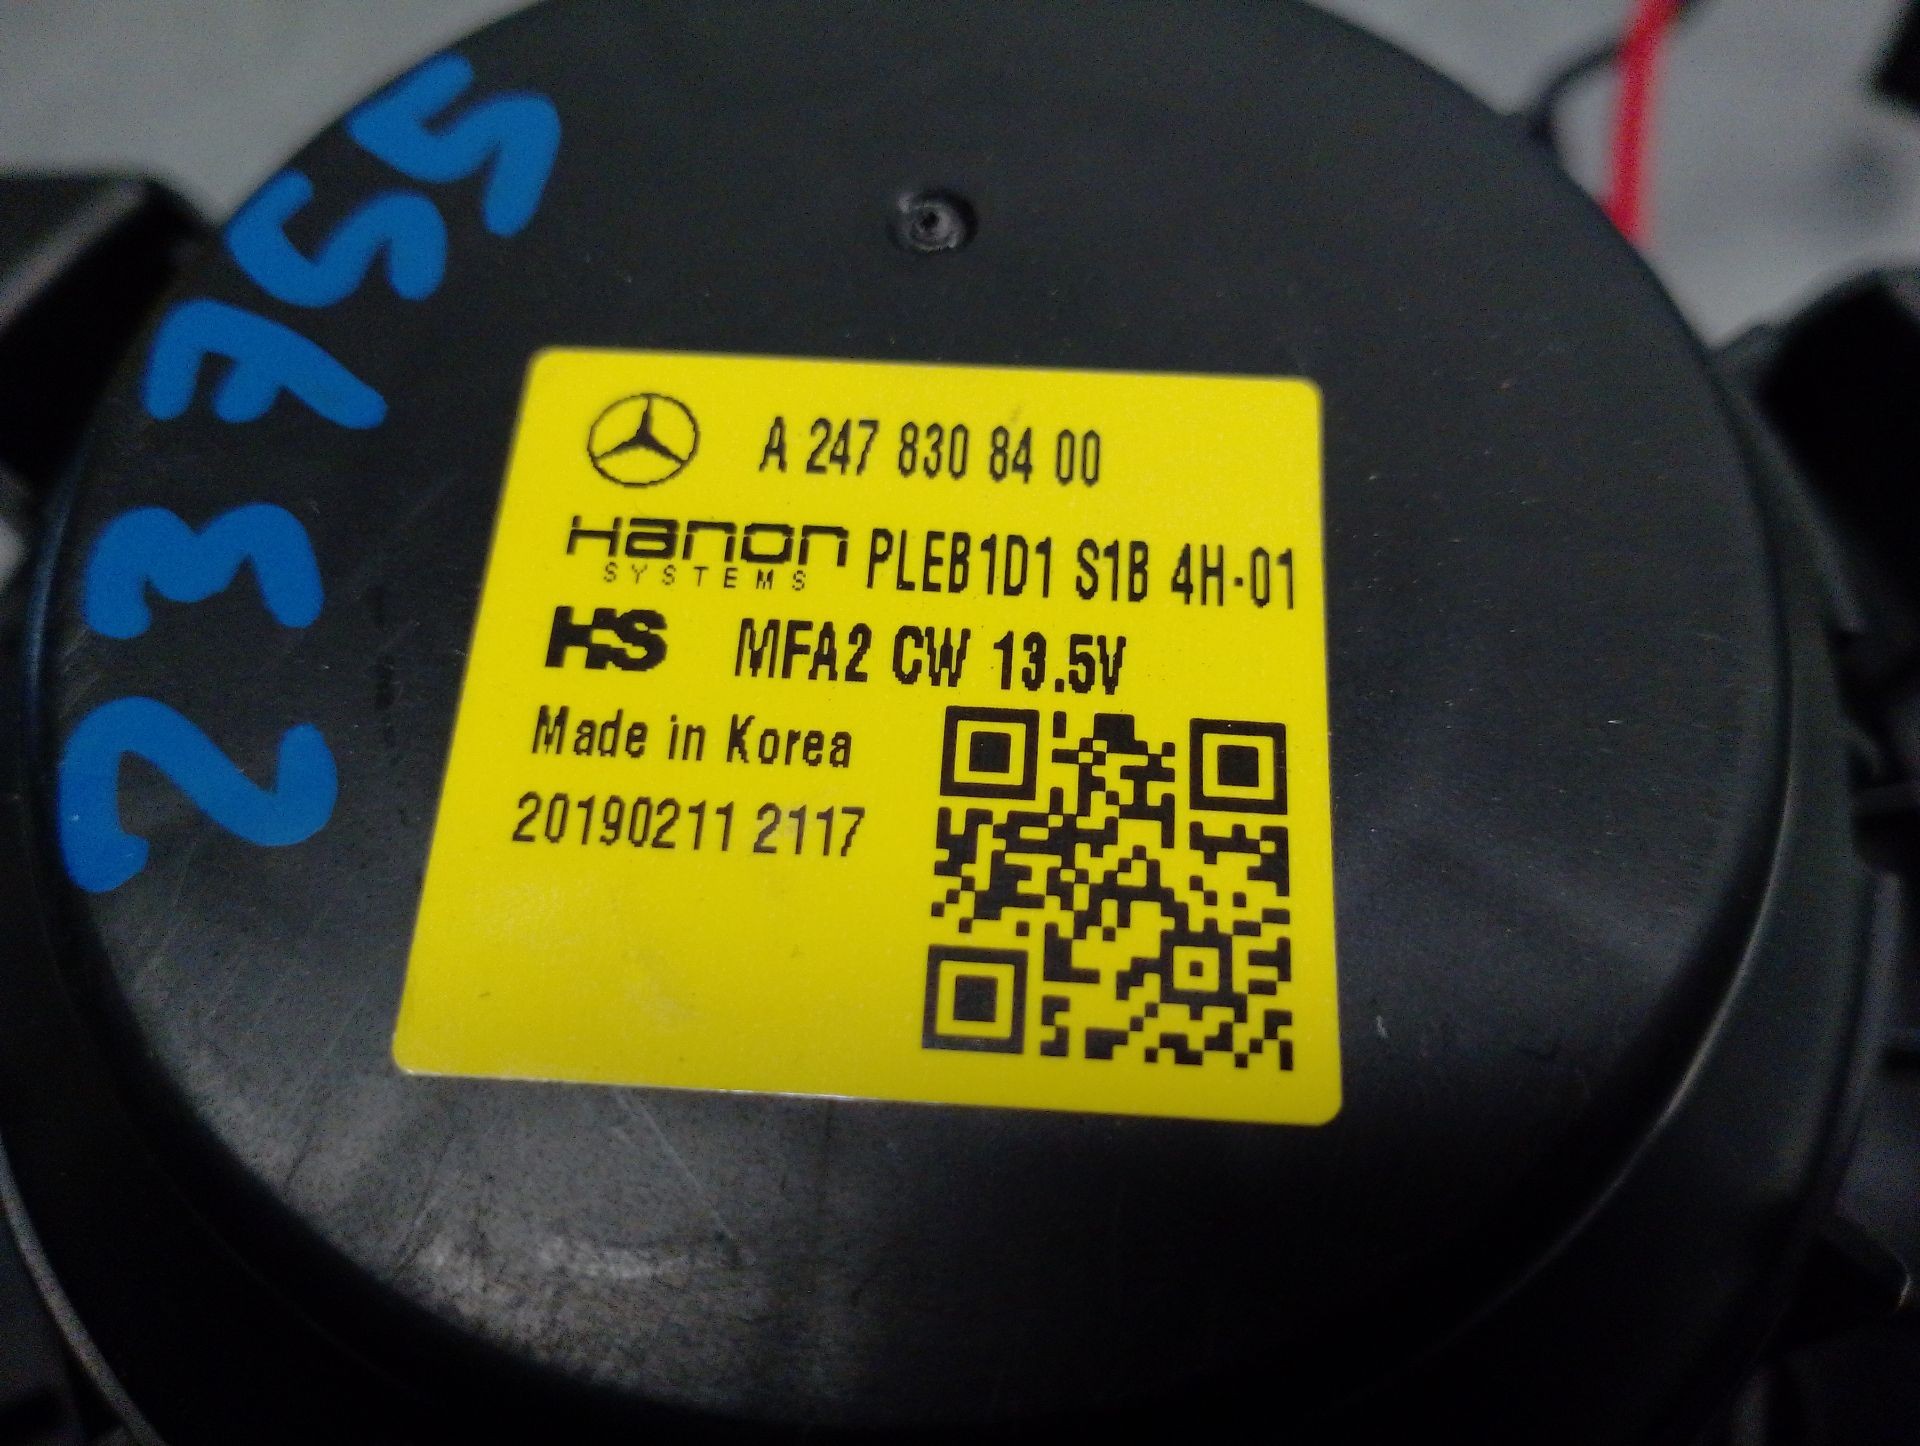 23755
A 247 830 84 00
Hanon PLEB1D1 S1B 4H-01
SYSTEMS
HS MFA2 CW 13.5V
Made in Korea
20190211 2117